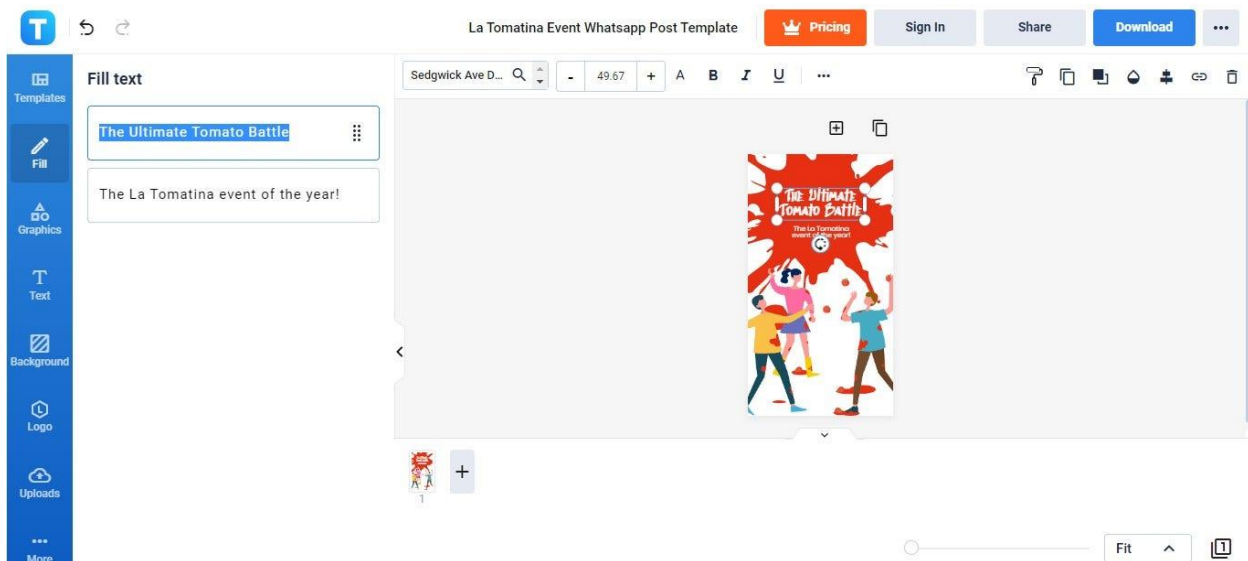 T
La Tomatina Event Whatsapp Post Template
Pricing
Sign In
Share
Download
Templates
Fill
Graphics
Text
Background
Logo
Uploads
More
Fill text
The Ultimate Tomato Battle
The La Tomatina event of the year!
Sedgwick Ave D...
- 49.67 + A B I U
The Ultimate
Tomato Battle
The La Tomatina
event of the year!
1
+
Fit
1